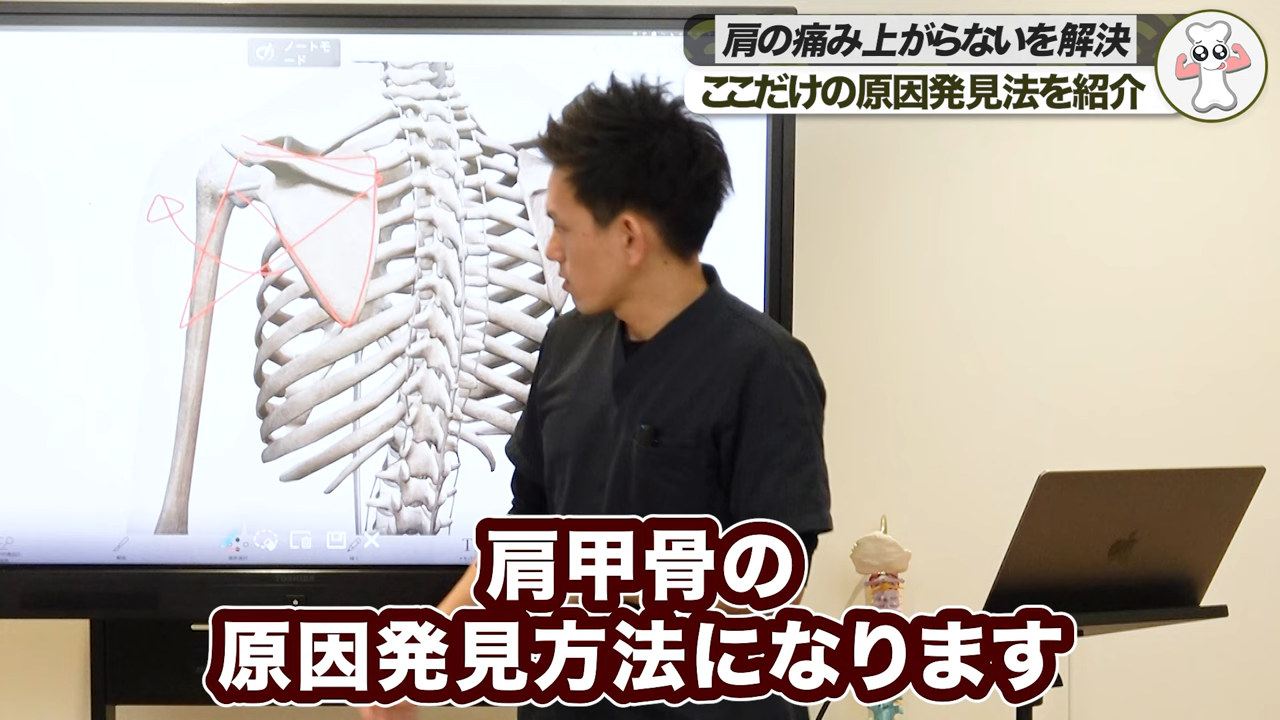 肩の痛み上がらないを解決
ここだけの原因発見法を紹介
ノートモ
ード
TOSHIBA
肩甲骨の
原因発見方法になります